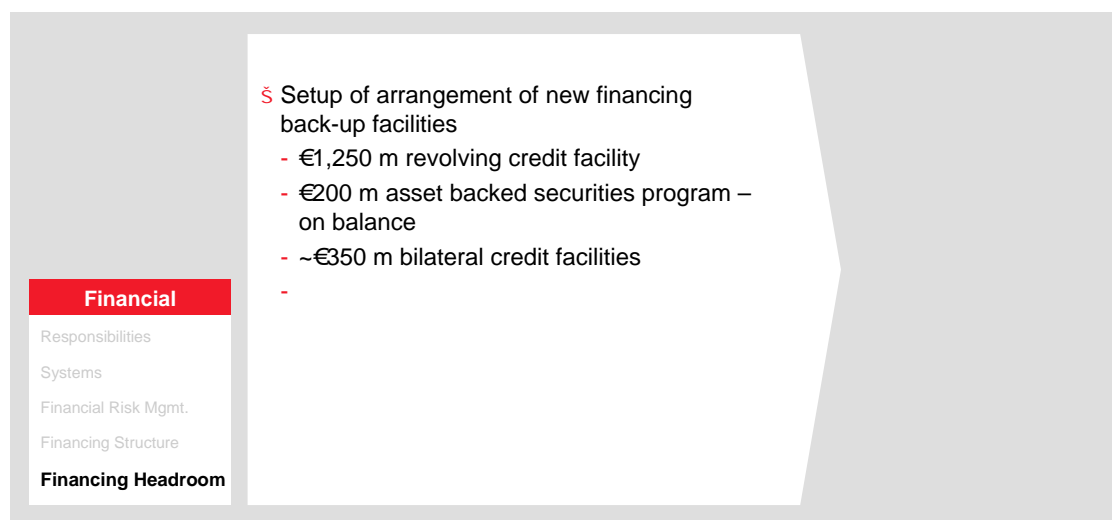 š Setup of arrangement of new financing
back-up facilities
- €1,250 m revolving credit facility
- €200 m asset backed securities program –
on balance
- ~€350 m bilateral credit facilities
-
Financial
Responsibilities
Systems
Financial Risk Mgmt.
Financing Structure
Financing Headroom